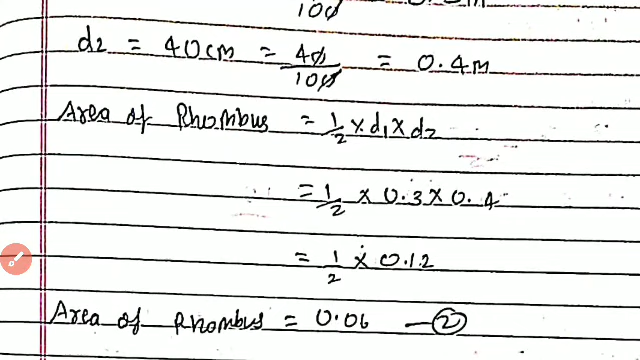 100
d2 = 40cm = 40/100 = 0.4m
Area of Rhombus = 1/2 x d1 x d2
= 1/2 x 0.3 x 0.4
= 1/2 x 0.12
Area of Rhombus = 0.06 — 2